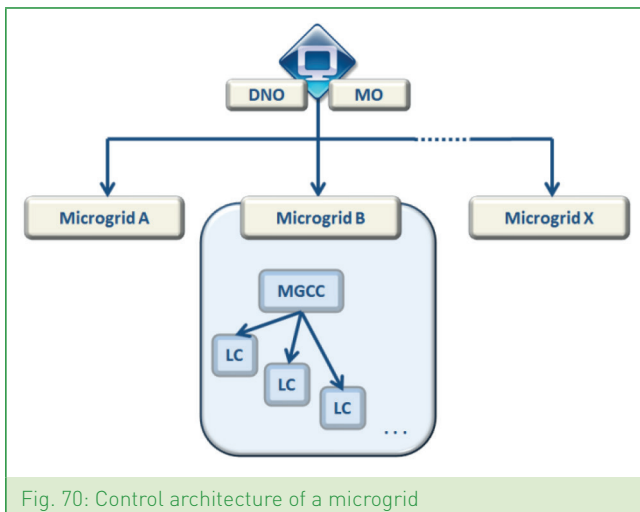 DNO MO
Microgrid A Microgrid B Microgrid X
MGCC
LC
LC
LC
...
Fig. 70: Control architecture of a microgrid